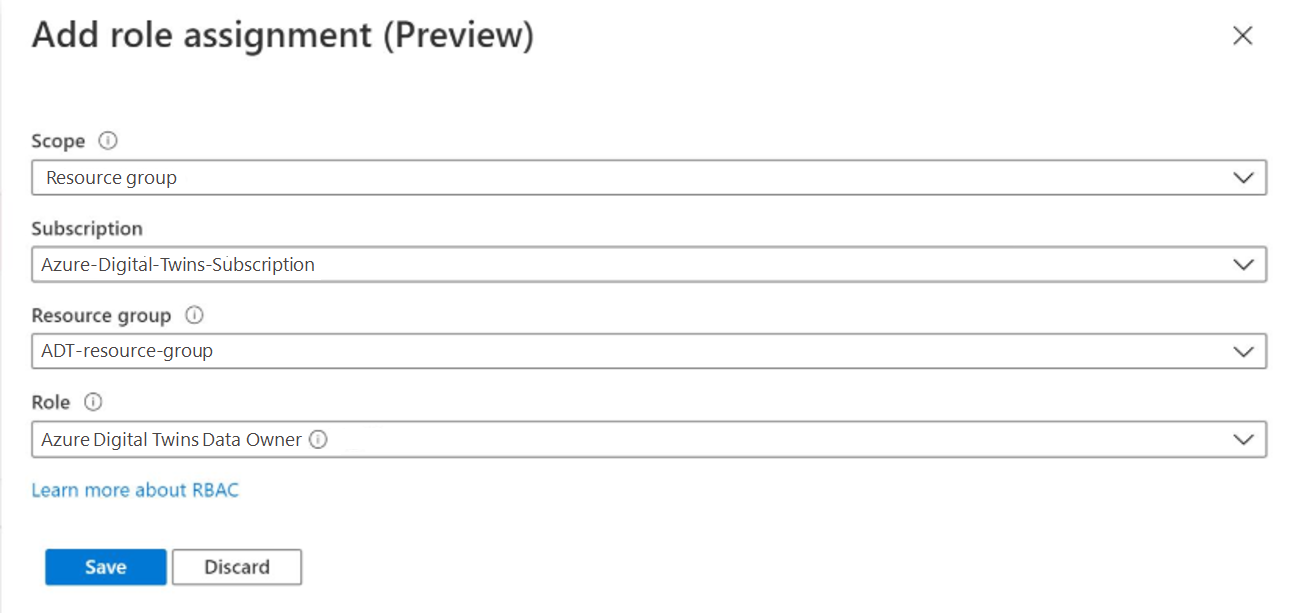 Add role assignment (Preview)
Scope
Resource group
Subscription
Azure-Digital-Twins-Subscription
Resource group
ADT-resource-group
Role
Azure Digital Twins Data Owner
Learn more about RBAC
Save Discard